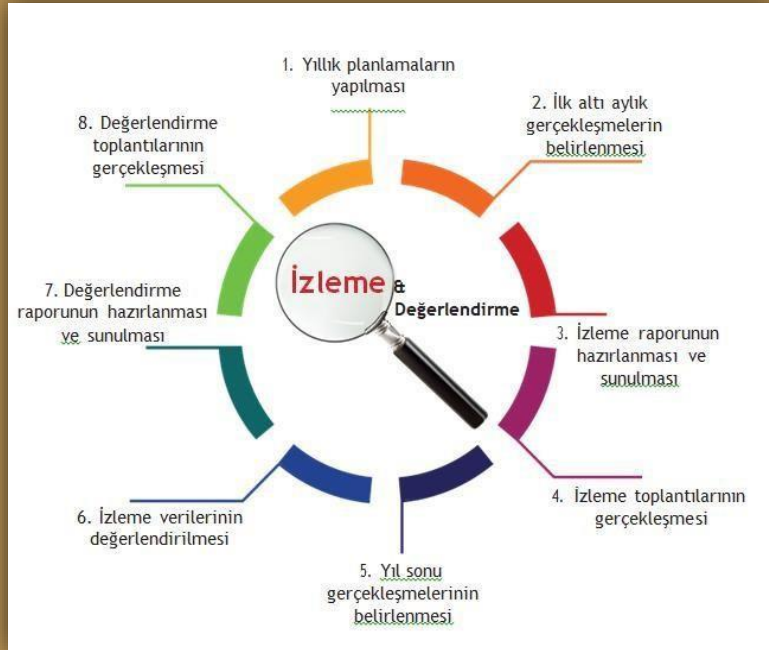 1. Yıllık planlamaların
yapılması
2. İlk altı aylık
gerçekleşmelerin
belirlenmesi
3. İzleme raporunun
hazırlanması ve
sunulması
4. İzleme toplantılarının
gerçekleşmesi
5. Yıl sonu
gerçekleşmelerinin
belirlenmesi
6. İzleme verilerinin
değerlendirilmesi
7. Değerlendirme
raporunun hazırlanması
ve sunulması
8. Değerlendirme
toplantılarının
gerçekleşmesi
İzleme &
Değerlendirme